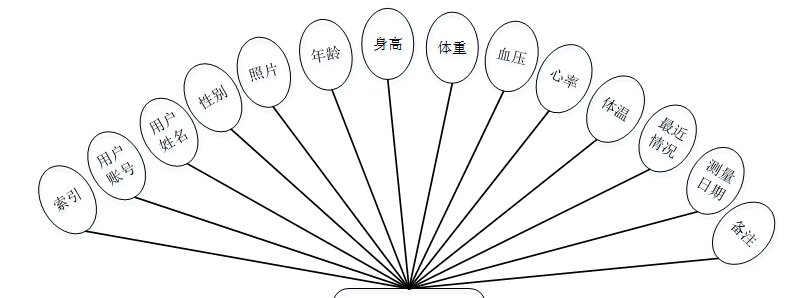 索引
用户
账号
用户
姓名
性别
照片
年龄
身高
体重
血压
心率
体温
最近
情况
测量
日期
备注